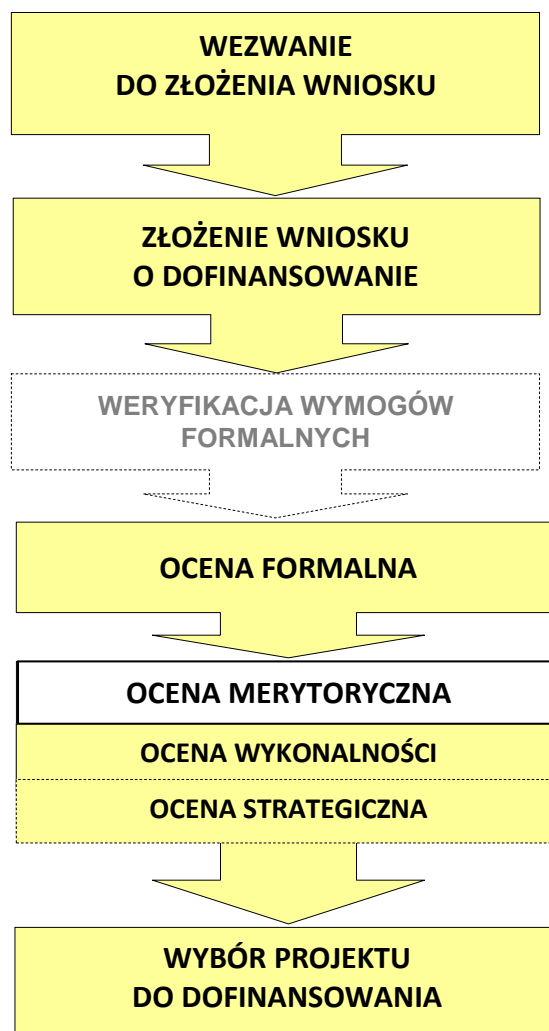 WEZWANIE
DO ZŁOŻENIA WNIOSKU
ZŁOŻENIE WNIOSKU
O DOFINANSOWANIE
WERYFIKACJA WYMOGÓW
FORMALNYCH
OCENA FORMALNA
OCENA MERYTORYCZNA
OCENA WYKONALNOŚCI
OCENA STRATEGICZNA
WYBÓR PROJEKTU
DO DOFINANSOWANIA